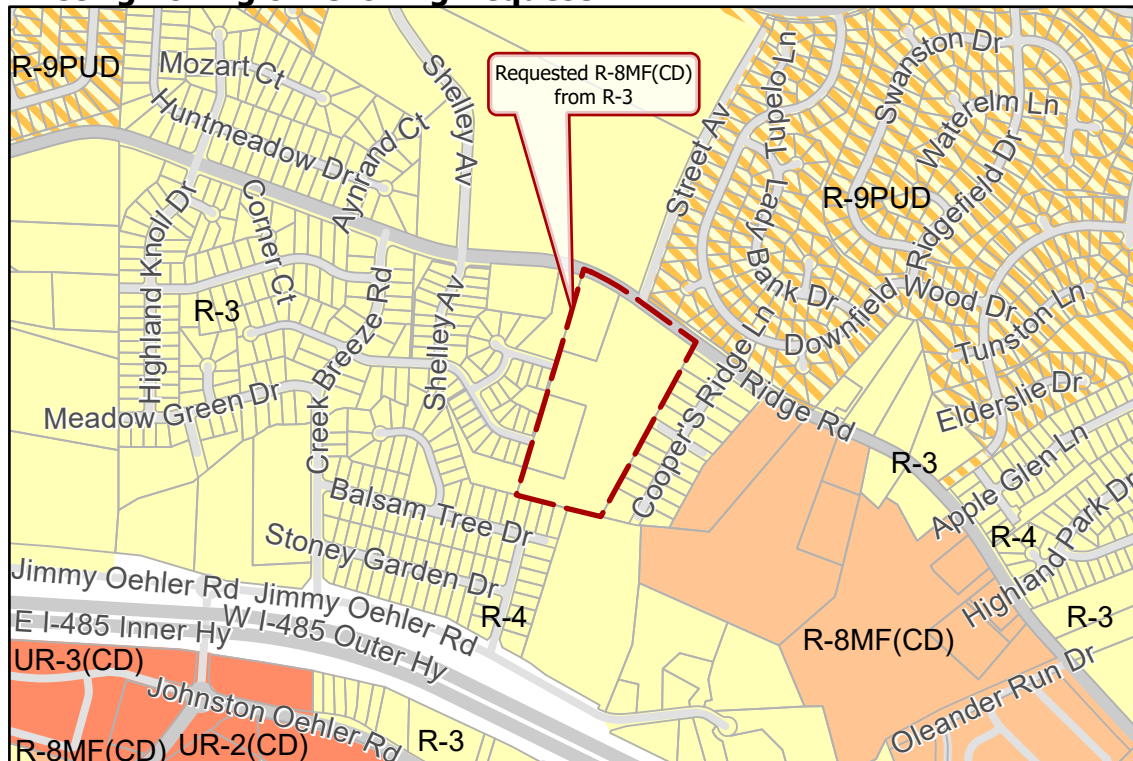 R-9PUD
Mozart Ct
Huntmeadow Dr
Aynrand Ct
Shelley Av
Requested R-8MF(CD)
from R-3
Street Av
Tupelo Ln
Lady Bank Dr
Swanston Dr
Waterelm Ln
R-9PUD
Downfield Wood Dr
Ridgefield Dr
Tunston Ln
Elderslie Dr
Highland Knoll Dr
Corner Ct
R-3
Creek Breeze Rd
Shelley Av
Meadow Green Dr
Cooper'S Ridge Ln
Ridge Rd
R-3
Apple Glen Ln
R-4
Highland Park Dr
R-3
Balsam Tree Dr
Stoney Garden Dr
R-4
Jimmy Oehler Rd
Jimmy Oehler Rd
W I-485 Outer Hy
E I-485 Inner Hy
R-8MF(CD)
Oleander Run Dr
UR-3(CD)
Johnston Oehler Rd
R-8MF(CD)
UR-2(CD)
R-3